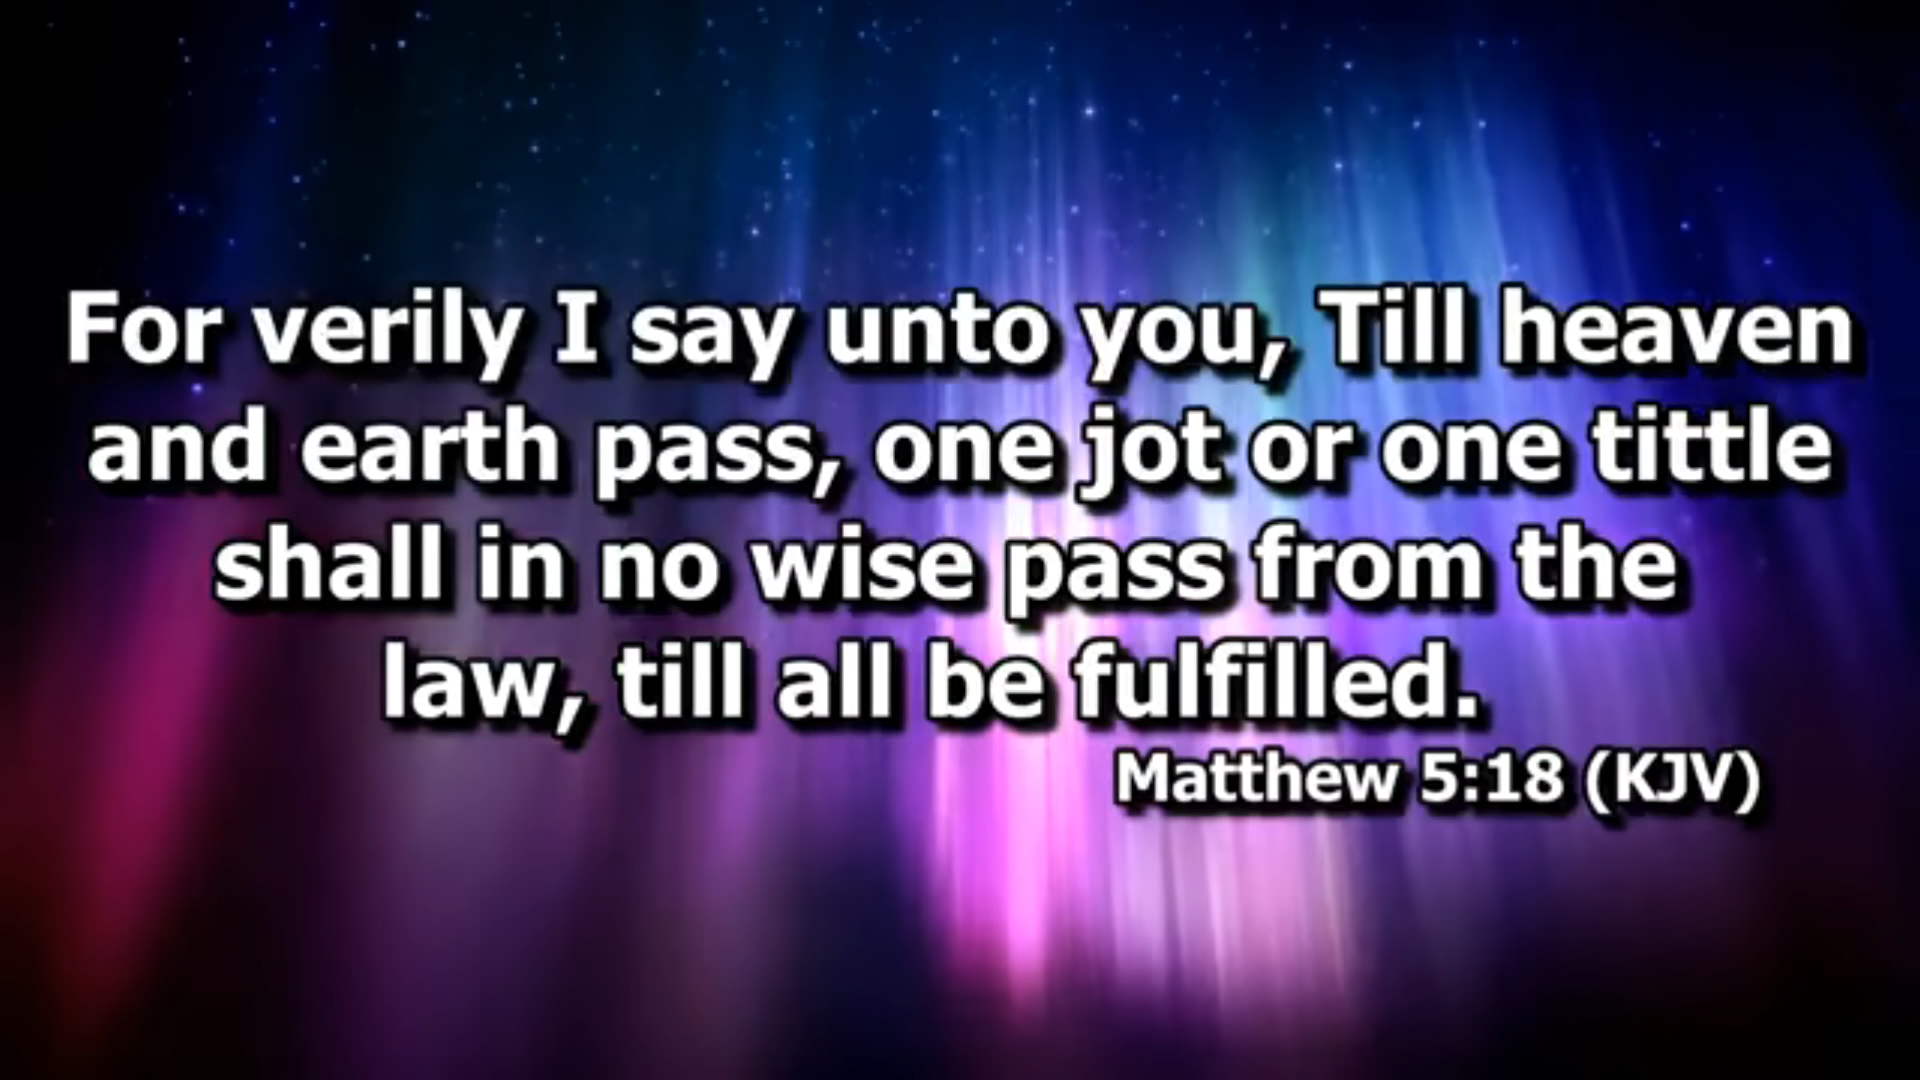 For verily I say unto you, Till heaven
and earth pass, one jot or one tittle
shall in no wise pass from the
law, till all be fulfilled.
Matthew 5:18 (KJV)